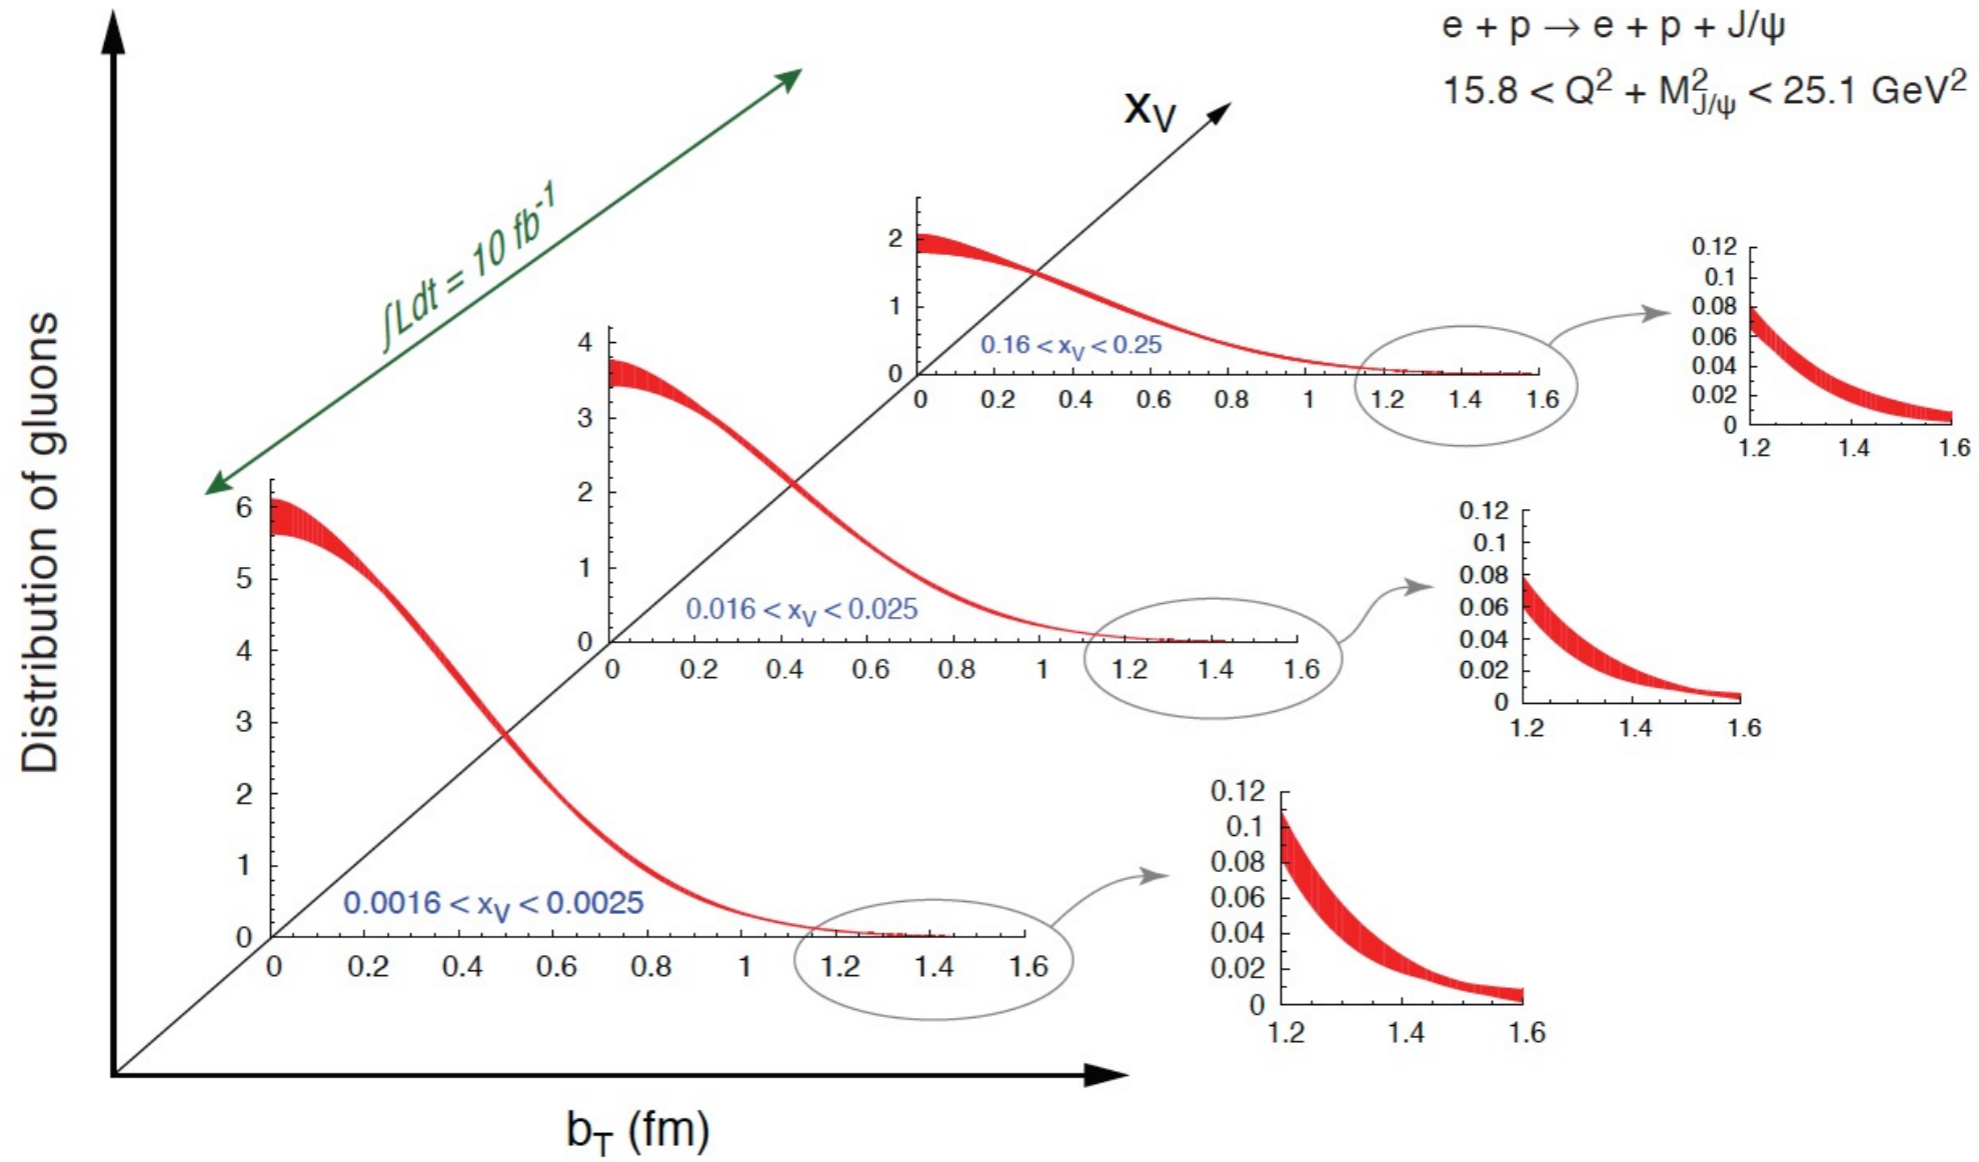 e + p → e + p + J/ψ
15.8 < Q² + M²_J/ψ < 25.1 GeV²
x_V
∫Ldt = 10 fb⁻¹
Distribution of gluons
2
1
0
0.16 < x_V < 0.25
0 0.2 0.4 0.6 0.8 1 1.2 1.4 1.6
0.12
0.1
0.08
0.06
0.04
0.02
0
1.2 1.4 1.6
4
3
2
1
0
0.016 < x_V < 0.025
0 0.2 0.4 0.6 0.8 1 1.2 1.4 1.6
0.12
0.1
0.08
0.06
0.04
0.02
0
1.2 1.4 1.6
6
5
4
3
2
1
0
0.0016 < x_V < 0.0025
0 0.2 0.4 0.6 0.8 1 1.2 1.4 1.6
0.12
0.1
0.08
0.06
0.04
0.02
0
1.2 1.4 1.6
b_T (fm)